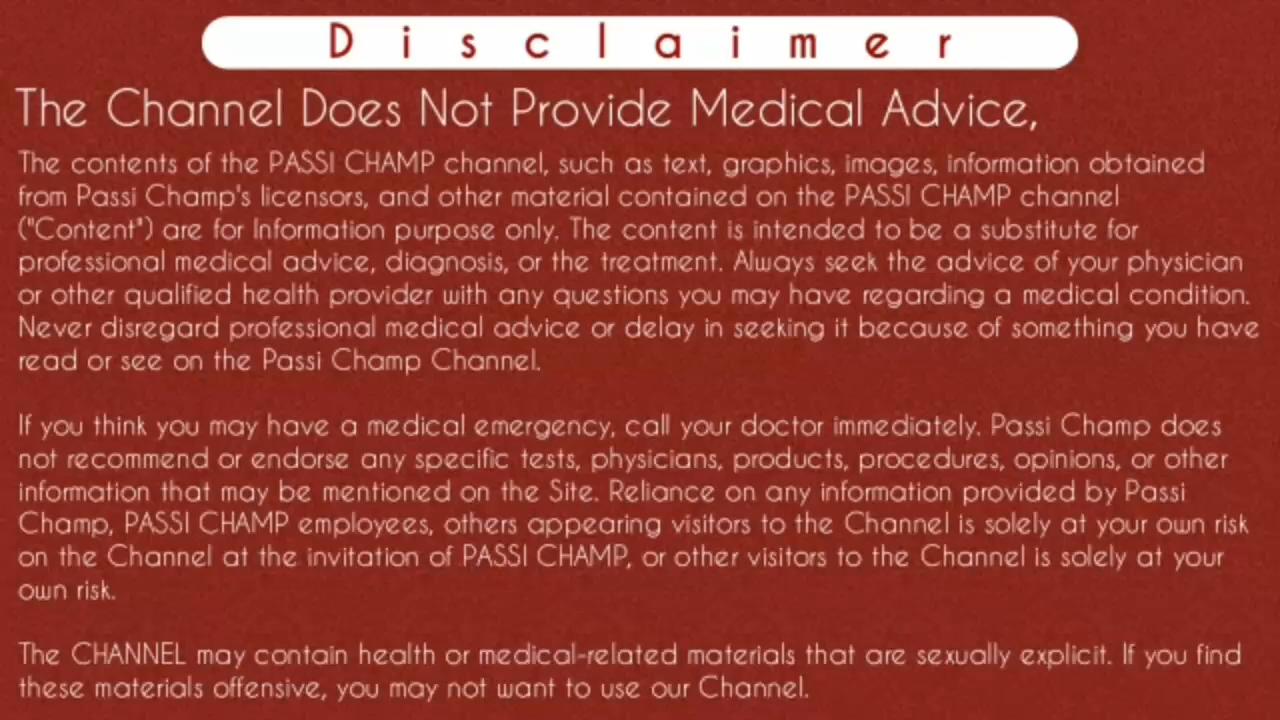 Disclaimer
The Channel Does Not Provide Medical Advice,
The contents of the PASSI CHAMP channel, such as text, graphics, images, information obtained
from Passi Champ's licensors, and other material contained on the PASSI CHAMP channel
("Content") are for Information purpose only. The content is intended to be a substitute for
professional medical advice, diagnosis, or the treatment. Always seek the advice of your physician
or other qualified health provider with any questions you may have regarding a medical condition.
Never disregard professional medical advice or delay in seeking it because of something you have
read or see on the Passi Champ Channel.
If you think you may have a medical emergency, call your doctor immediately. Passi Champ does
not recommend or endorse any specific tests, physicians, products, procedures, opinions, or other
information that may be mentioned on the Site. Reliance on any information provided by Passi
Champ, PASSI CHAMP employees, others appearing visitors to the Channel is solely at your own risk
on the Channel at the invitation of PASSI CHAMP, or other visitors to the Channel is solely at your
own risk.
The CHANNEL may contain health or medical-related materials that are sexually explicit. If you find
these materials offensive, you may not want to use our Channel.